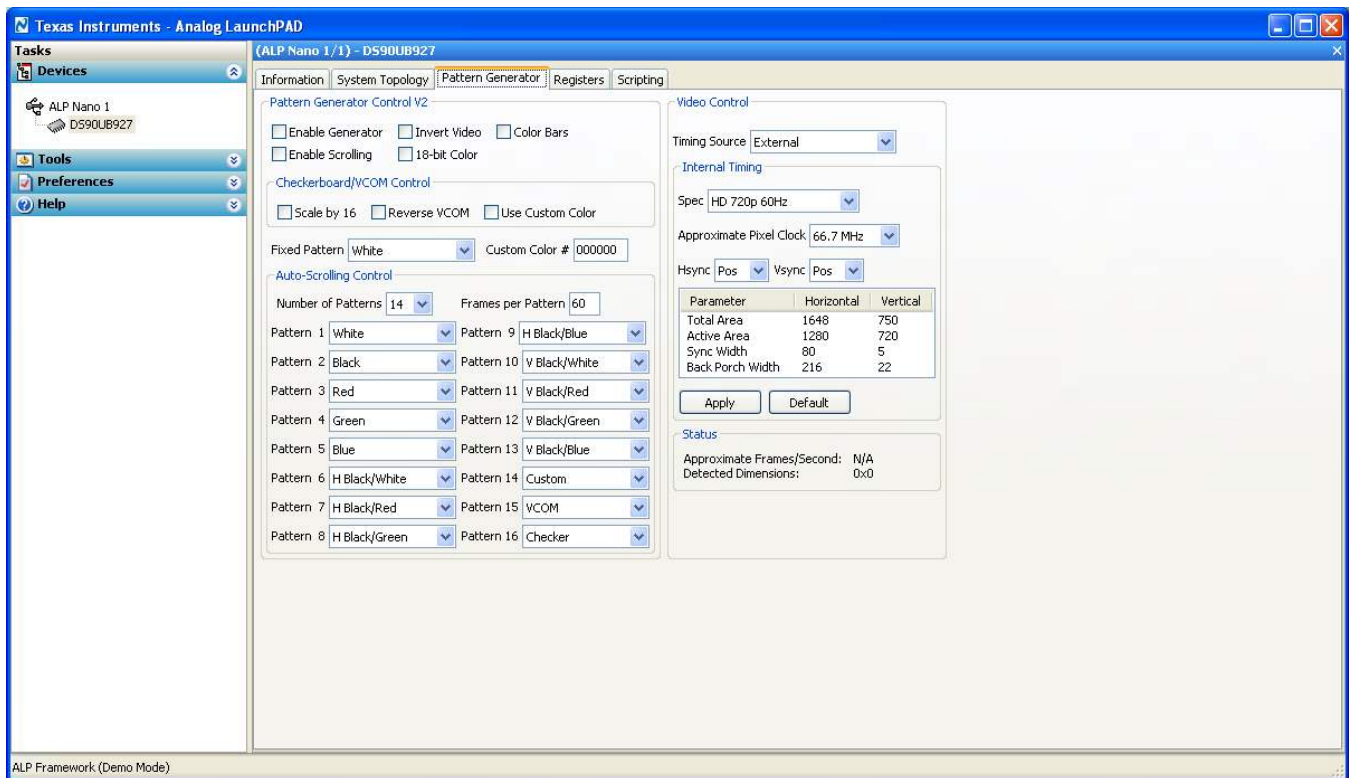 Texas Instruments - Analog LaunchPAD
Tasks
Devices
ALP Nano 1
DS90UB927
Tools
Preferences
Help
(ALP Nano 1/1) - DS90UB927
Information System Topology Pattern Generator Registers Scripting
Pattern Generator Control V2
Enable Generator Invert Video Color Bars
Enable Scrolling 18-bit Color
Checkerboard/VCOM Control
Scale by 16 Reverse VCOM Use Custom Color
Fixed Pattern White Custom Color # 000000
Auto-Scrolling Control
Number of Patterns 14 Frames per Pattern 60
Pattern 1 White Pattern 9 H Black/Blue
Pattern 2 Black Pattern 10 V Black/White
Pattern 3 Red Pattern 11 V Black/Red
Pattern 4 Green Pattern 12 V Black/Green
Pattern 5 Blue Pattern 13 V Black/Blue
Pattern 6 H Black/White Pattern 14 Custom
Pattern 7 H Black/Red Pattern 15 VCOM
Pattern 8 H Black/Green Pattern 16 Checker
Video Control
Timing Source External
Internal Timing
Spec HD 720p 60Hz
Approximate Pixel Clock 66.7 MHz
Hsync Pos Vsync Pos
Parameter Horizontal Vertical
Total Area 1648 750
Active Area 1280 720
Sync Width 80 5
Back Porch Width 216 22
Apply Default
Status
Approximate Frames/Second: N/A
Detected Dimensions: 0x0
ALP Framework (Demo Mode)